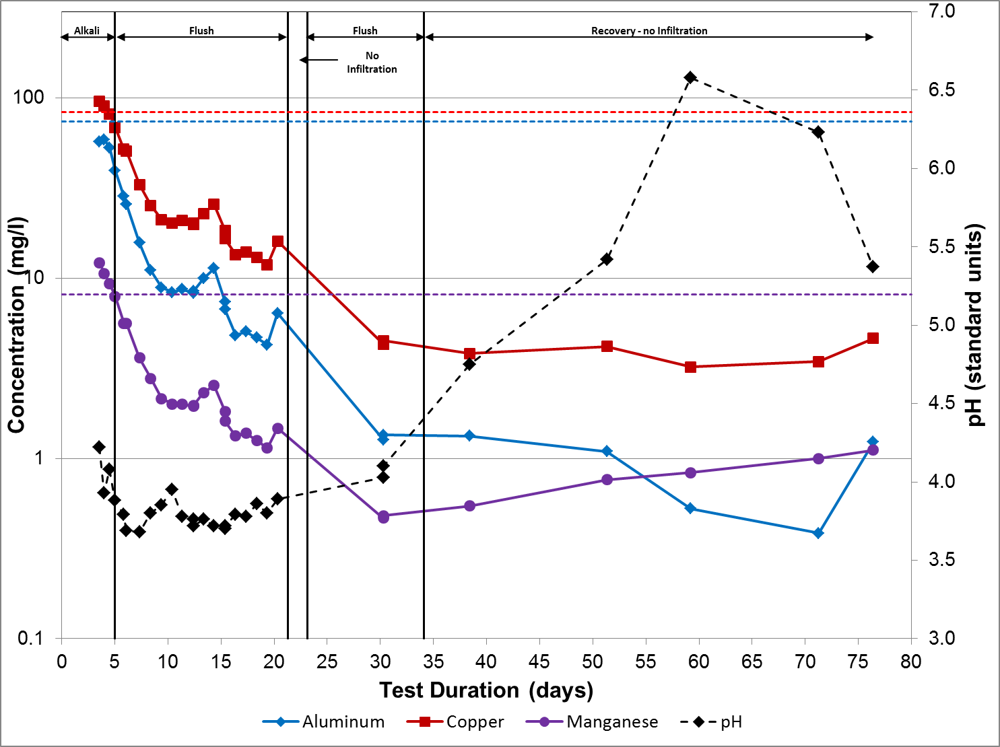 Alkali
Flush
Flush
Recovery - no Infiltration
No
Infiltration
100
10
1
0.1
7.0
6.5
6.0
5.5
5.0
4.5
4.0
3.5
3.0
Concentration (mg/l)
pH (standard units)
0 5 10 15 20 25 30 35 40 45 50 55 60 65 70 75 80
Test Duration (days)
Aluminum Copper Manganese pH